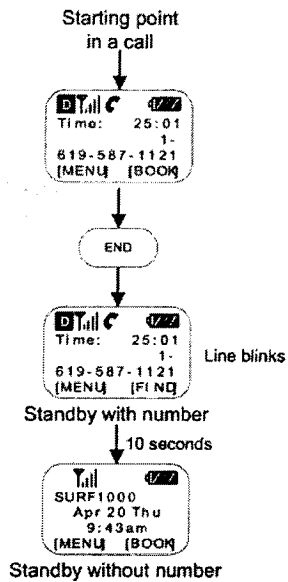 Starting point
in a call
D
Time: 25:01
1-
619-587-1121
[MENU] [BOOK]
END
D
Time: 25:01
1-
619-587-1121
[MENU] [FIND]
Line blinks
Standby with number
10 seconds
SURF1000
Apr 20 Thu
9:43am
[MENU] [BOOK]
Standby without number